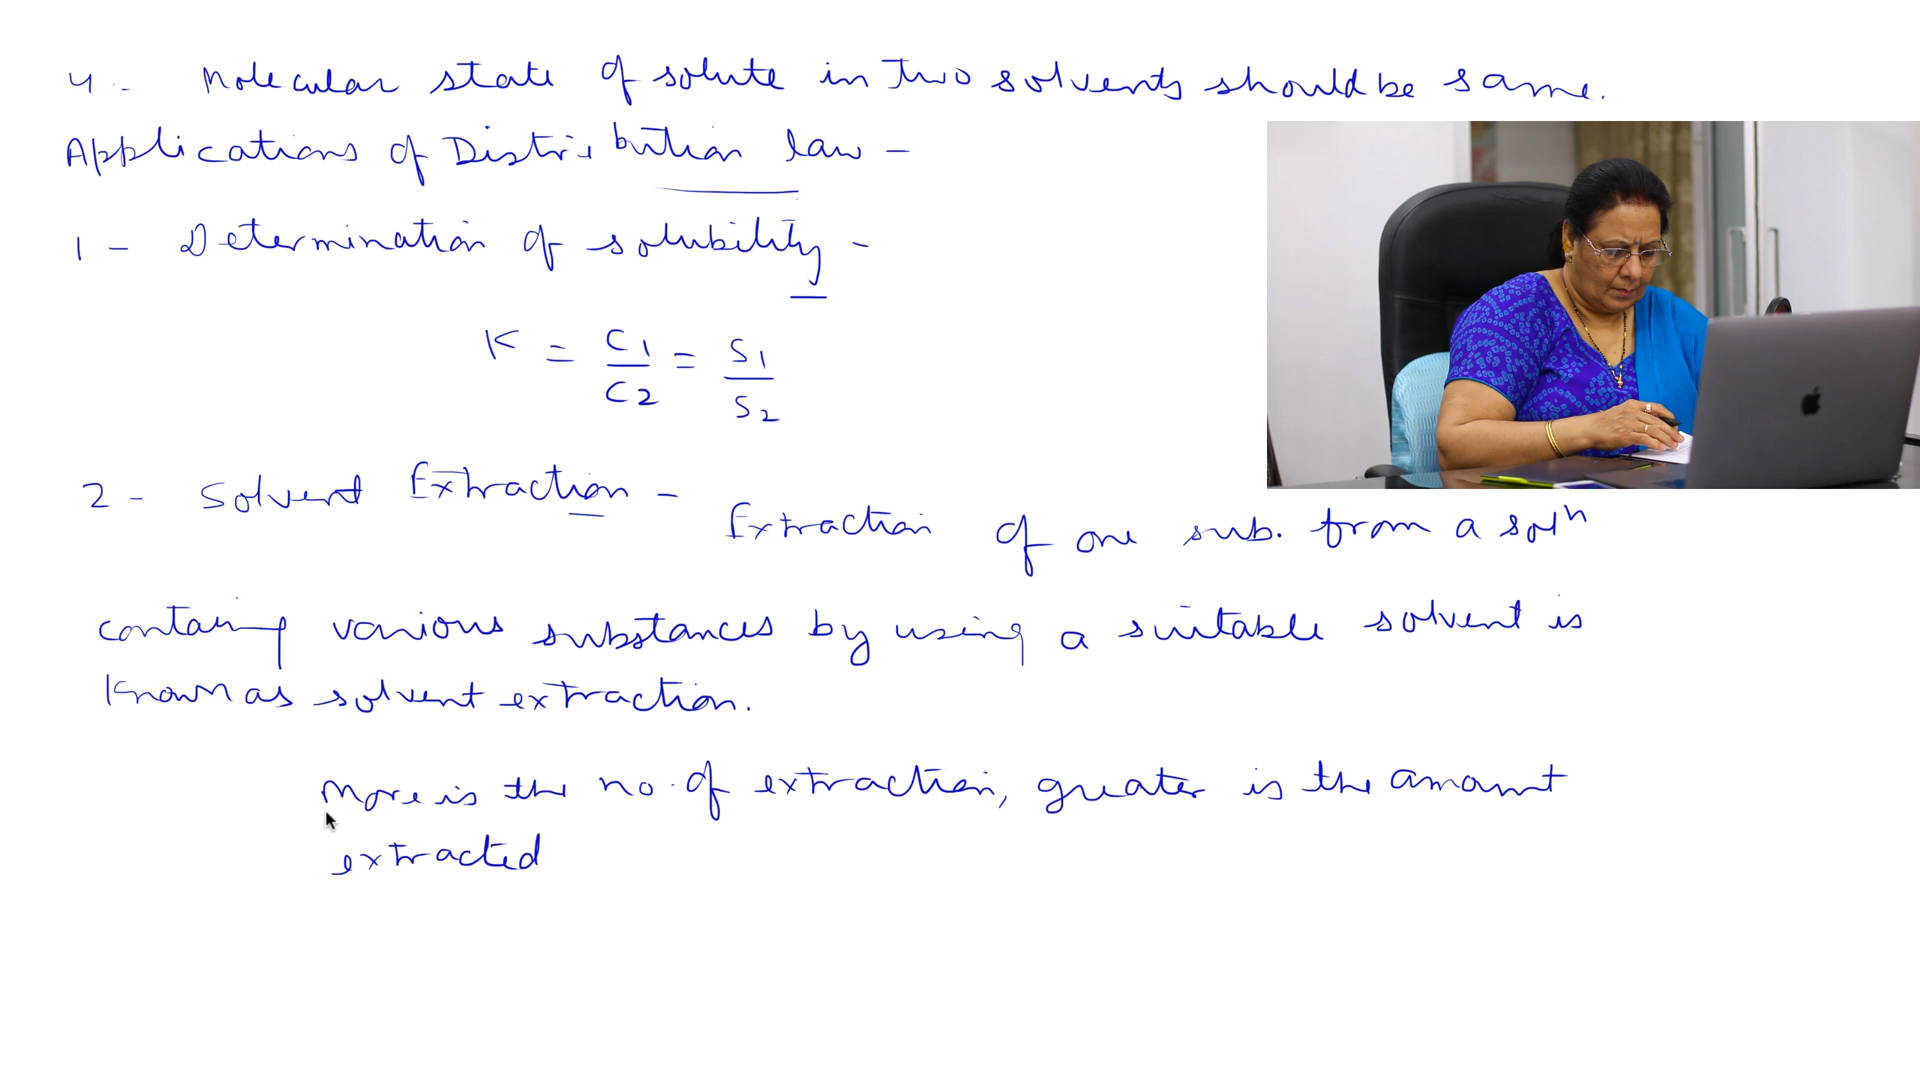 4. Molecular state of solute in two solvents should be same.
Applications of Distribution law -
1 - Determination of solubility -
K = C1/C2 = S1/S2
2 - Solvent Extraction - Extraction of one sub. from a solⁿ
containing various substances by using a suitable solvent is
known as solvent extraction.
More is the no. of extraction, greater is the amount
extracted